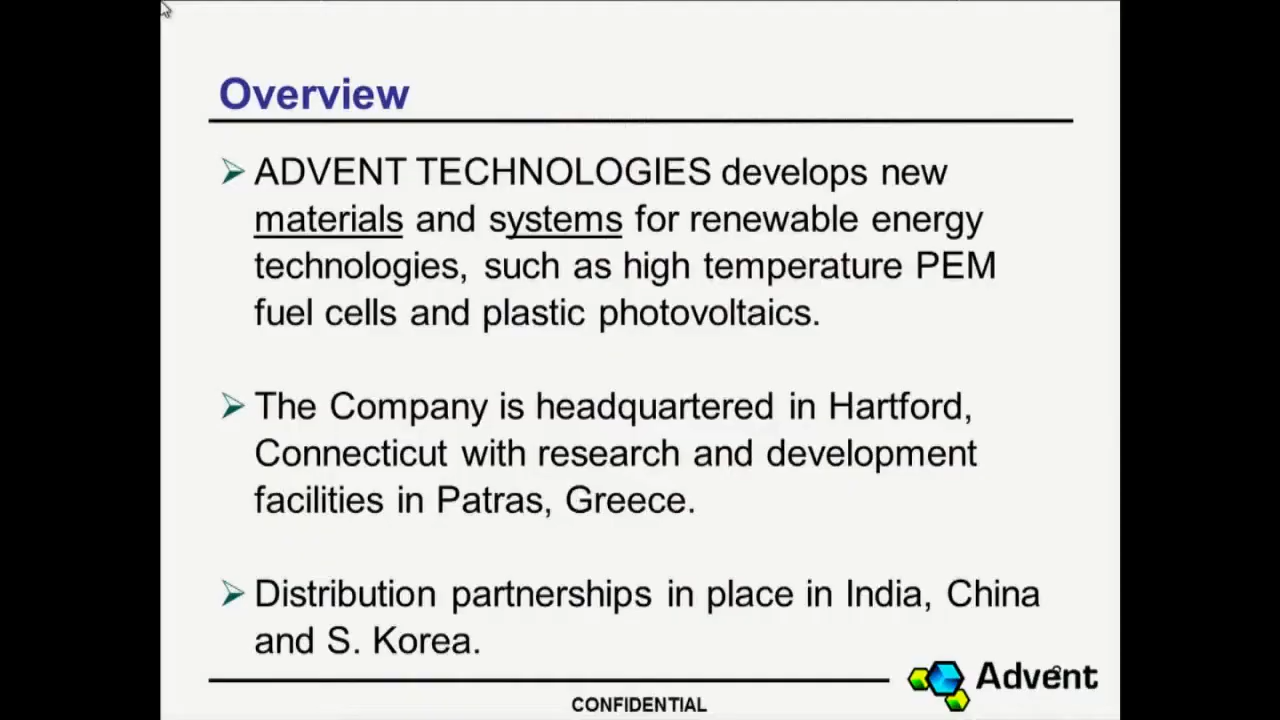 Overview
ADVENT TECHNOLOGIES develops new
materials and systems for renewable energy
technologies, such as high temperature PEM
fuel cells and plastic photovoltaics.
The Company is headquartered in Hartford,
Connecticut with research and development
facilities in Patras, Greece.
Distribution partnerships in place in India, China
and S. Korea.
Advent
CONFIDENTIAL